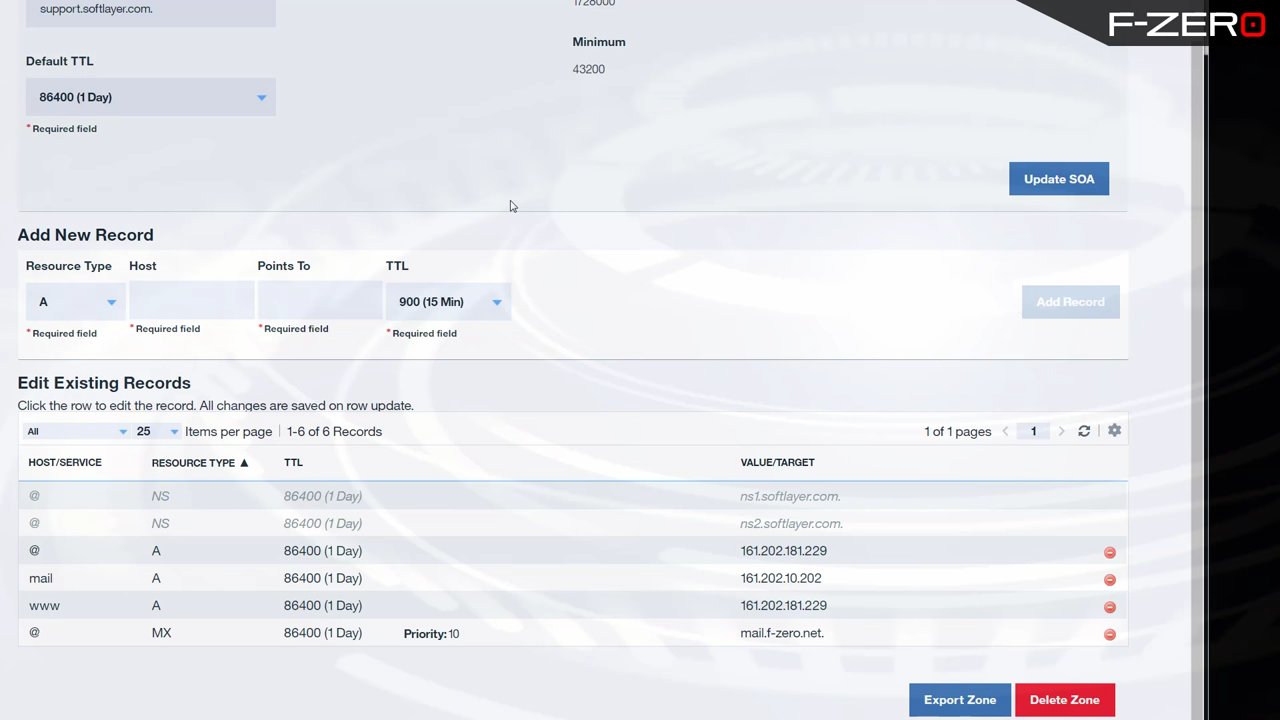 F-ZERO
support.softlayer.com.
1728000
Minimum
43200
Default TTL
86400 (1 Day)
* Required field
Update SOA
Add New Record
Resource Type Host Points To TTL
A 900 (15 Min)
Add Record
* Required field * Required field * Required field * Required field
Edit Existing Records
Click the row to edit the record. All changes are saved on row update.
All 25 Items per page 1-6 of 6 Records 1 of 1 pages 1
HOST/SERVICE RESOURCE TYPE ▲ TTL VALUE/TARGET
@ NS 86400 (1 Day) ns1.softlayer.com.
@ NS 86400 (1 Day) ns2.softlayer.com.
@ A 86400 (1 Day) 161.202.181.229
mail A 86400 (1 Day) 161.202.10.202
www A 86400 (1 Day) 161.202.181.229
@ MX 86400 (1 Day) Priority: 10 mail.f-zero.net.
Export Zone Delete Zone